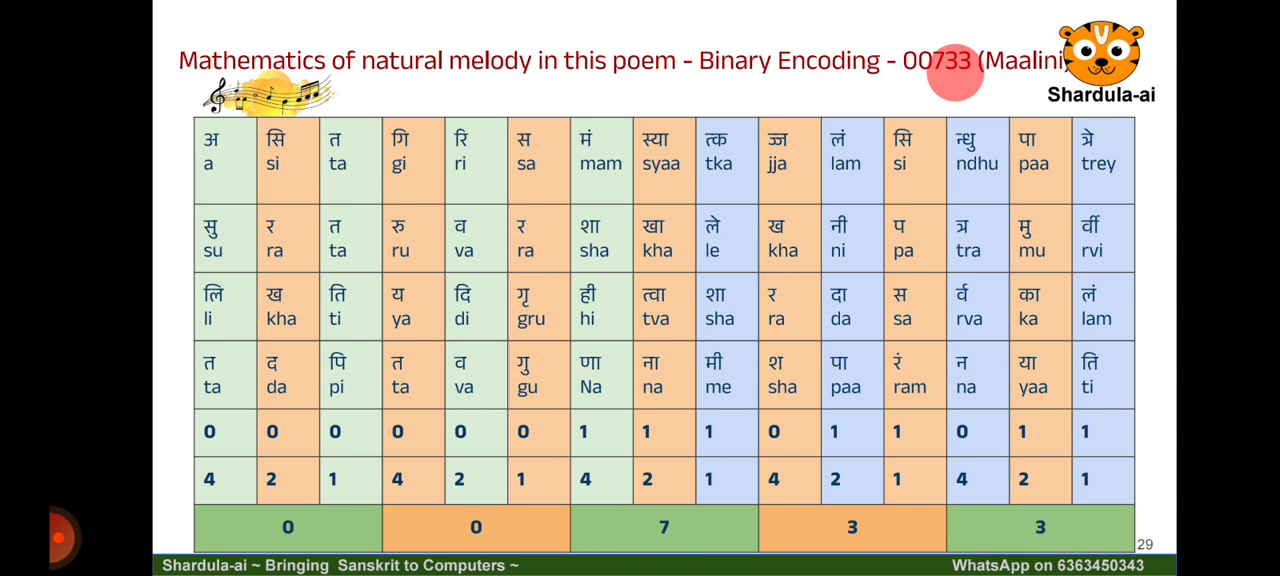 Mathematics of natural melody in this poem - Binary Encoding - 00733 (Maalini)
Shardula-ai
अ सि त गि रि स मं स्या त्क ज्ज लं सि न्धु पा त्रे
a si ta gi ri sa mam syaa tka jja lam si ndhu paa trey
सु र त रु व र शा खा ले ख नी प त्र मु र्वी
su ra ta ru va ra sha kha le kha ni pa tra mu rvi
लि ख ति य दि गृ ही त्वा शा र दा स र्व का लं
li kha ti ya di gru hi tva sha ra da sa rva ka lam
त द पि त व गु णा ना मी श पा रं न या ति
ta da pi ta va gu Na na me sha paa ram na yaa ti
0 0 0 0 0 0 1 1 1 0 1 1 0 1 1
4 2 1 4 2 1 4 2 1 4 2 1 4 2 1
0 0 7 3 3
29
Shardula-ai ~ Bringing Sanskrit to Computers ~ WhatsApp on 6363450343